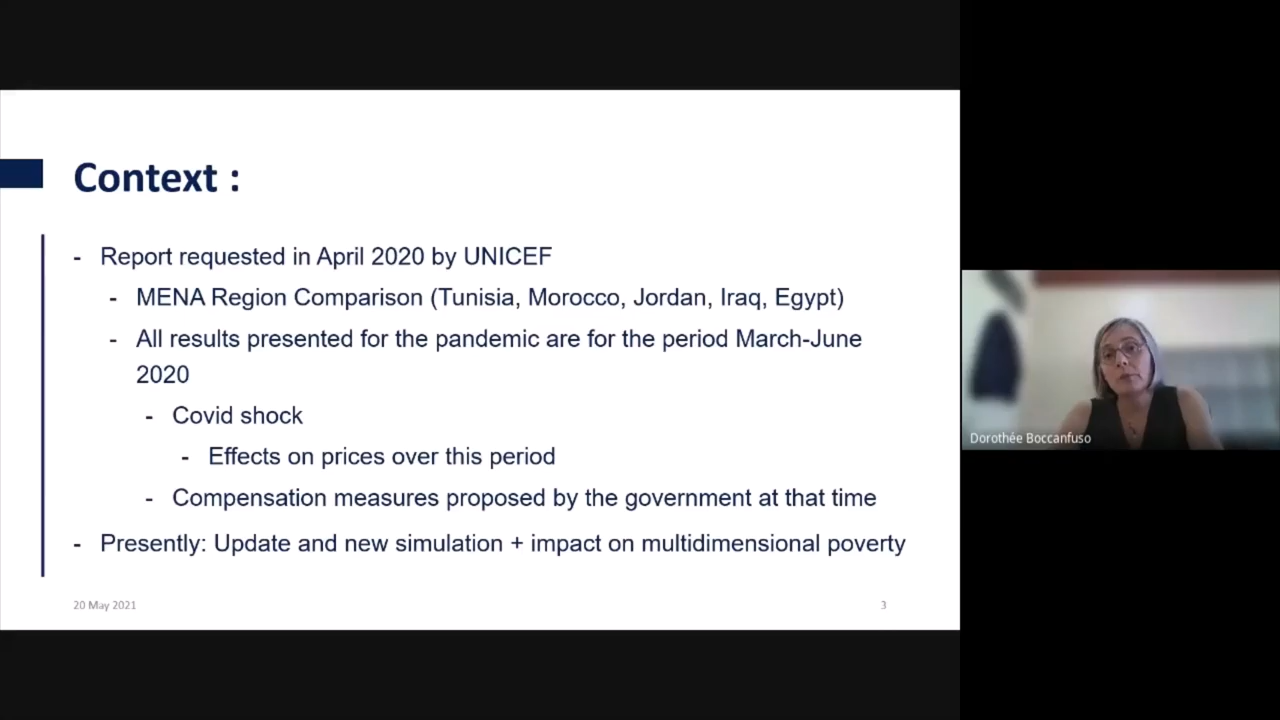 Context :
- Report requested in April 2020 by UNICEF
- MENA Region Comparison (Tunisia, Morocco, Jordan, Iraq, Egypt)
- All results presented for the pandemic are for the period March-June
2020
- Covid shock
- Effects on prices over this period
- Compensation measures proposed by the government at that time
- Presently: Update and new simulation + impact on multidimensional poverty
20 May 2021
3
Dorothée Boccanfuso